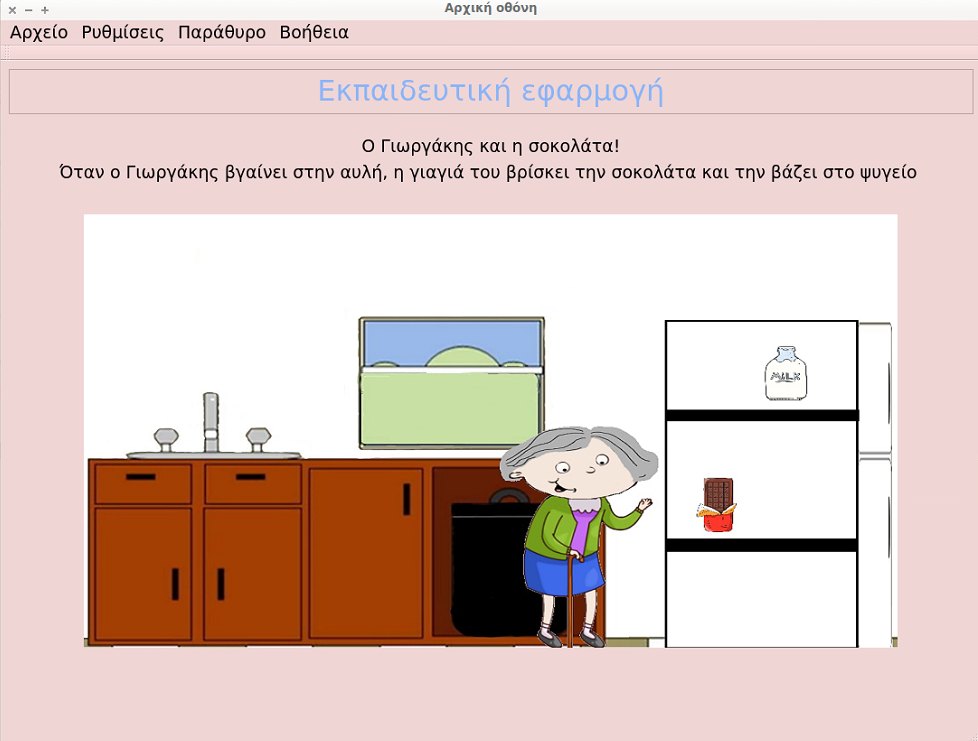 Αρχική οθόνη
Αρχείο Ρυθμίσεις Παράθυρο Βοήθεια
Εκπαιδευτική εφαρμογή
Ο Γιωργάκης και η σοκολάτα!
Όταν ο Γιωργάκης βγαίνει στην αυλή, η γιαγιά του βρίσκει την σοκολάτα και την βάζει στο ψυγείο
MILK